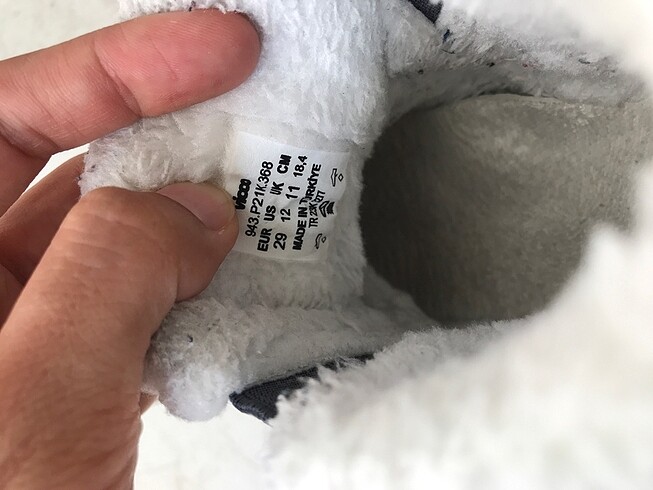 vicco
943.P21K.368
EUR US UK CM
29 12 11 18,4
MADE IN TÜRKİYE